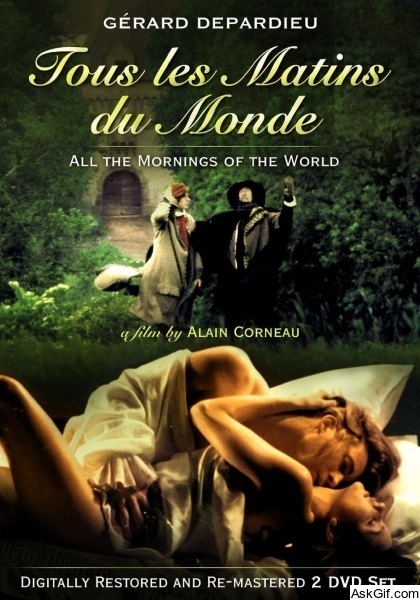 GÉRARD DEPARDIEU
Tous les Matins
du Monde
ALL THE MORNINGS OF THE WORLD
a film by ALAIN CORNEAU
DIGITALLY RESTORED AND RE-MASTERED 2 DVD SET
AskGif.com